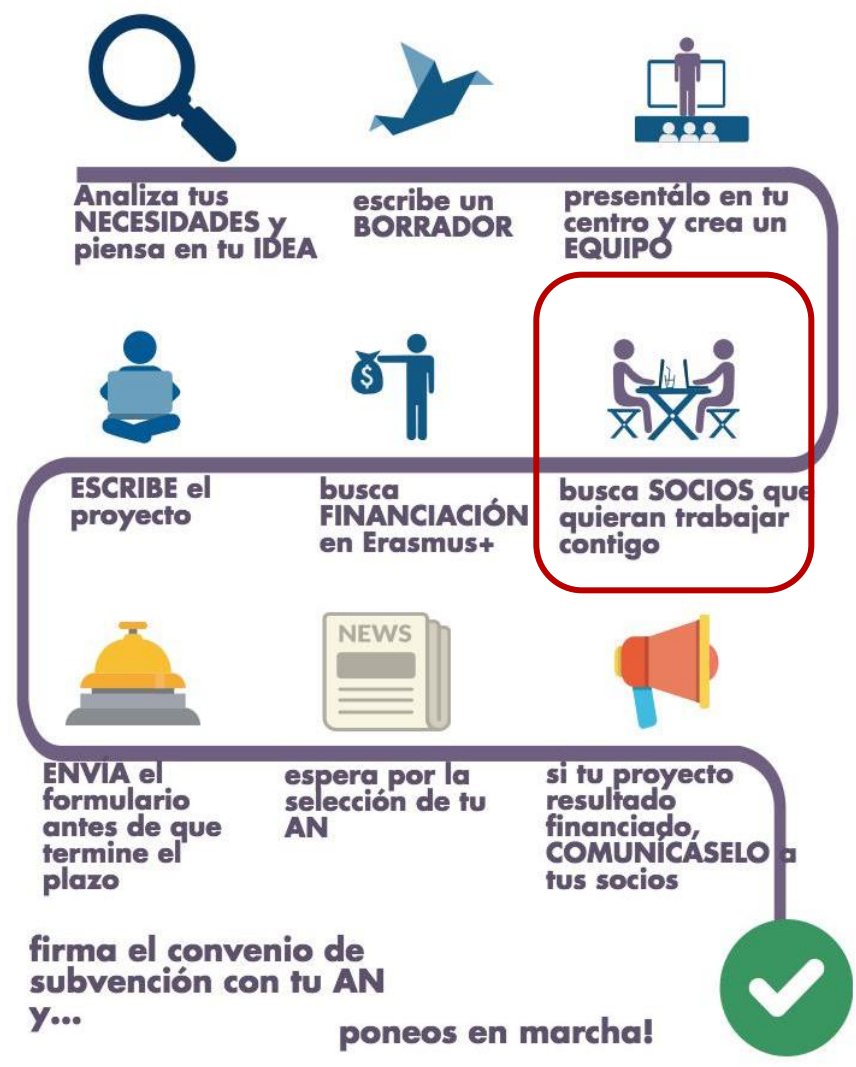 Analiza tus
NECESIDADES y
piensa en tu IDEA
escribe un
BORRADOR
presentálo en tu
centro y crea un
EQUIPO
$
busca SOCIOS que
quieran trabajar
contigo
busca
FINANCIACIÓN
en Erasmus+
ESCRIBE el
proyecto
ENVÍA el
formulario
antes de que
termine el
plazo
NEWS
espera por la
selección de tu
AN
si tu proyecto
resultado
financiado,
COMUNÍCASELO a
tus socios
firma el convenio de
subvención con tu AN
y...
poneos en marcha!